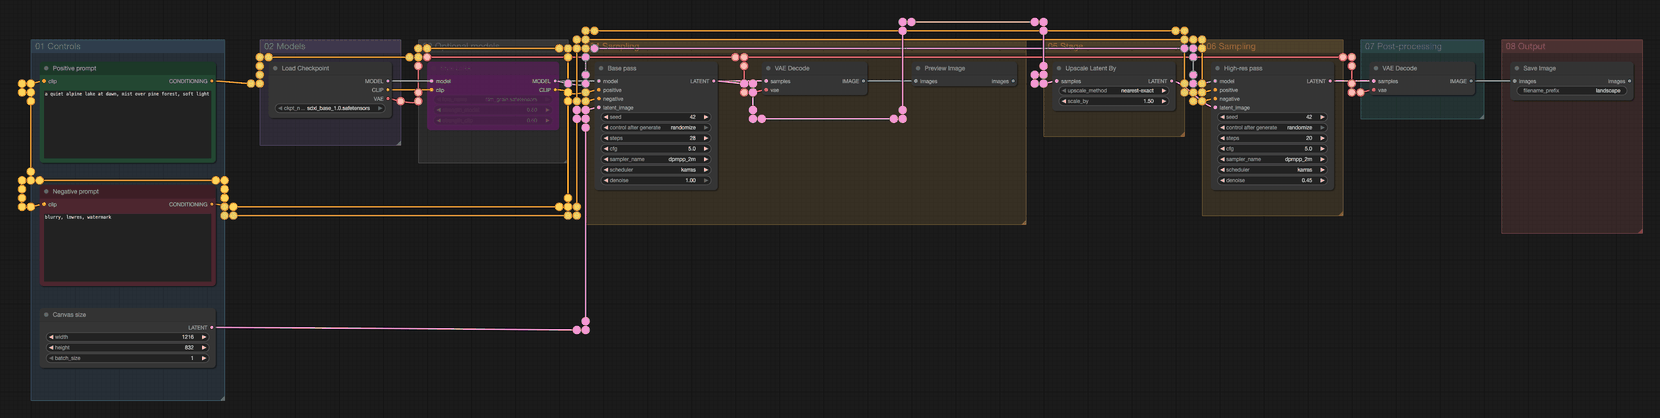 01 Controls
Positive prompt
clip
CONDITIONING
a quiet alpine lake at dawn, mist over pine forest, soft light
Negative prompt
clip
CONDITIONING
blurry, lowres, watermark
Canvas size
LATENT
width 1216
height 832
batch_size 1
02 Models
Load Checkpoint
MODEL
CLIP
VAE
ckpt_n... sdxl_base_1.0.safetensors
Optional models
model MODEL
clip CLIP
Sampling
Base pass
model LATENT
positive
negative
latent_image
seed 42
control after generate randomize
steps 28
cfg 5.0
sampler_name dpmpp_2m
scheduler karras
denoise 1.00
VAE Decode
samples IMAGE
vae
Preview Image
images images
Upscale Latent By
samples LATENT
upscale_method nearest-exact
scale_by 1.50
06 Sampling
High-res pass
model LATENT
positive
negative
latent_image
seed 42
control after generate randomize
steps 20
cfg 5.0
sampler_name dpmpp_2m
scheduler karras
denoise 0.45
07 Post-processing
VAE Decode
samples IMAGE
vae
08 Output
Save Image
images images
filename_prefix landscape